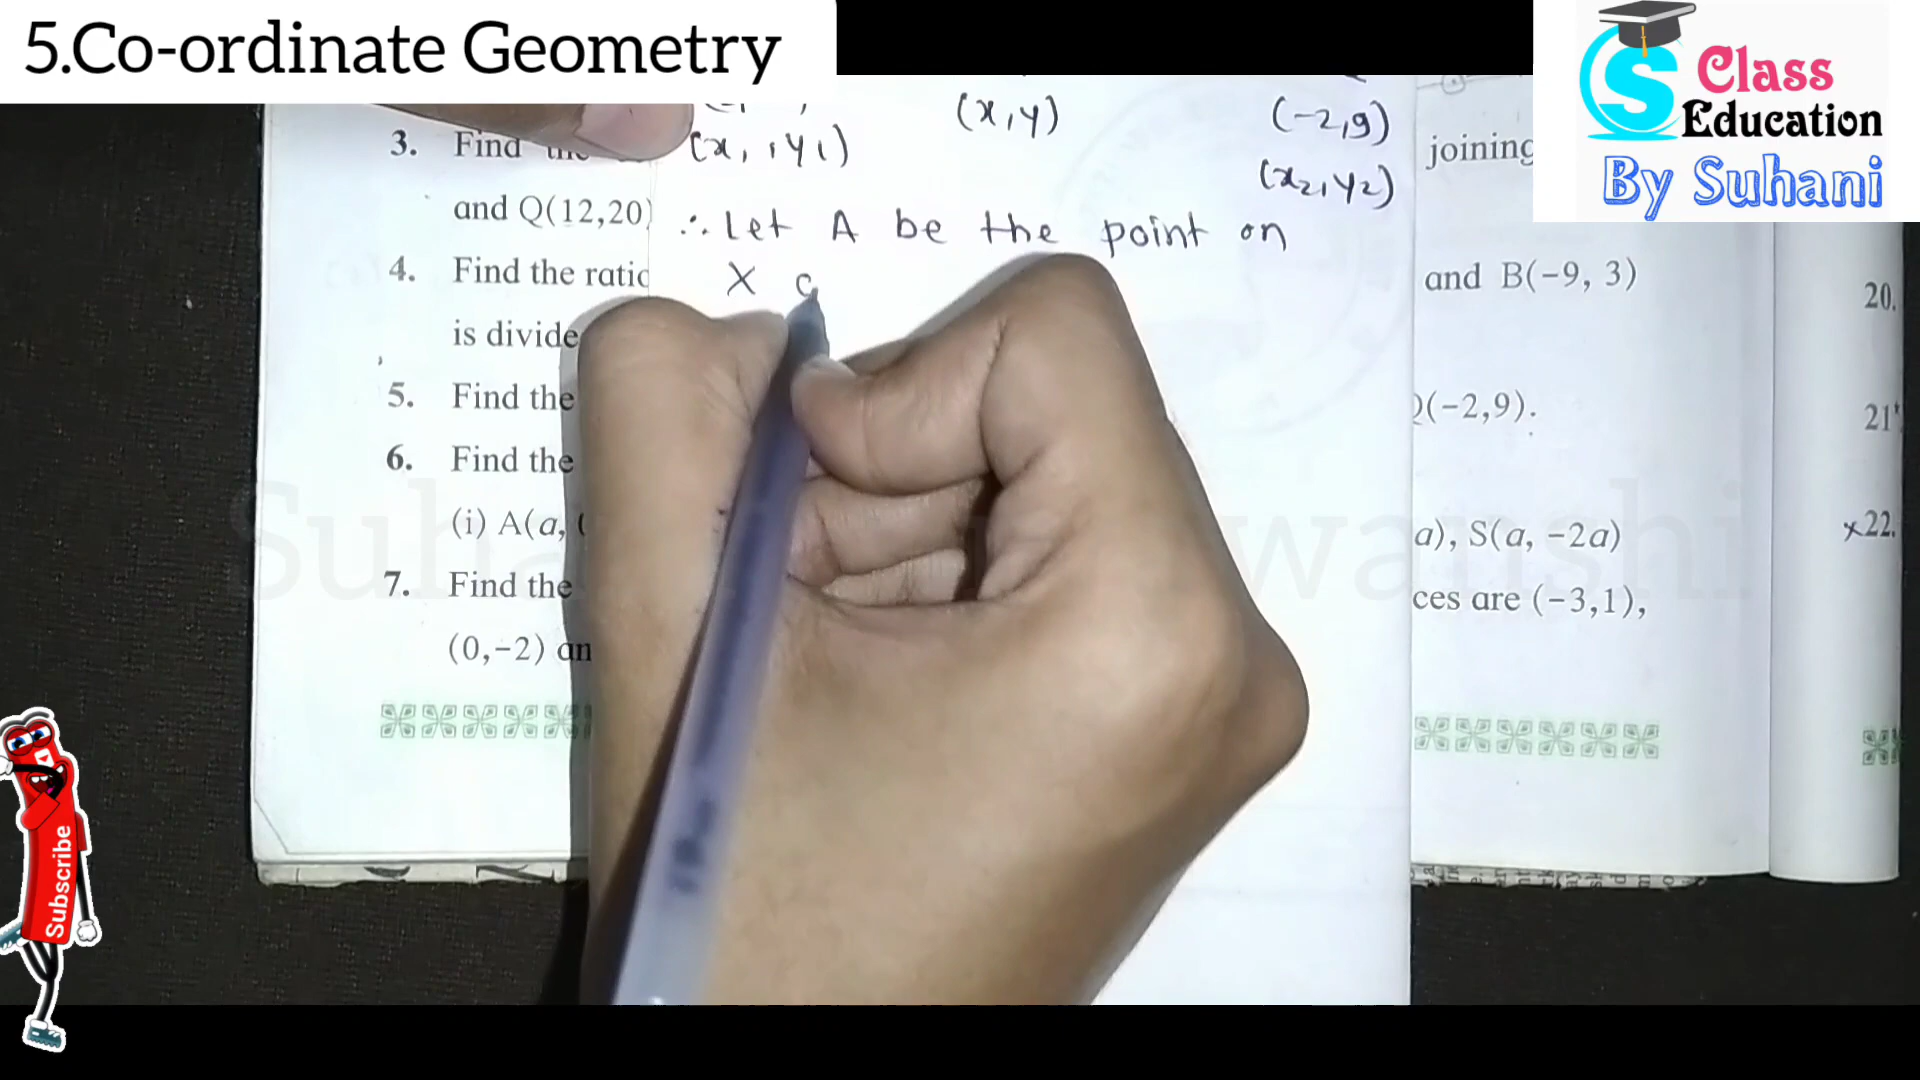 5.Co-ordinate Geometry
S Class
Education
By Suhani
(x, y)
(-2,9)
(x1, y1)
(x2, y2)
∴ Let A be the point on
X
3. Find
joining
and Q(12,20)
4. Find the ratio
and B(−9, 3)
is divide
5. Find the
Q(−2,9).
6. Find the
(i) A(a,
a), S(a, −2a)
7. Find the
ces are (−3,1),
(0,−2) an
20.
21*
x22.
Subscribe